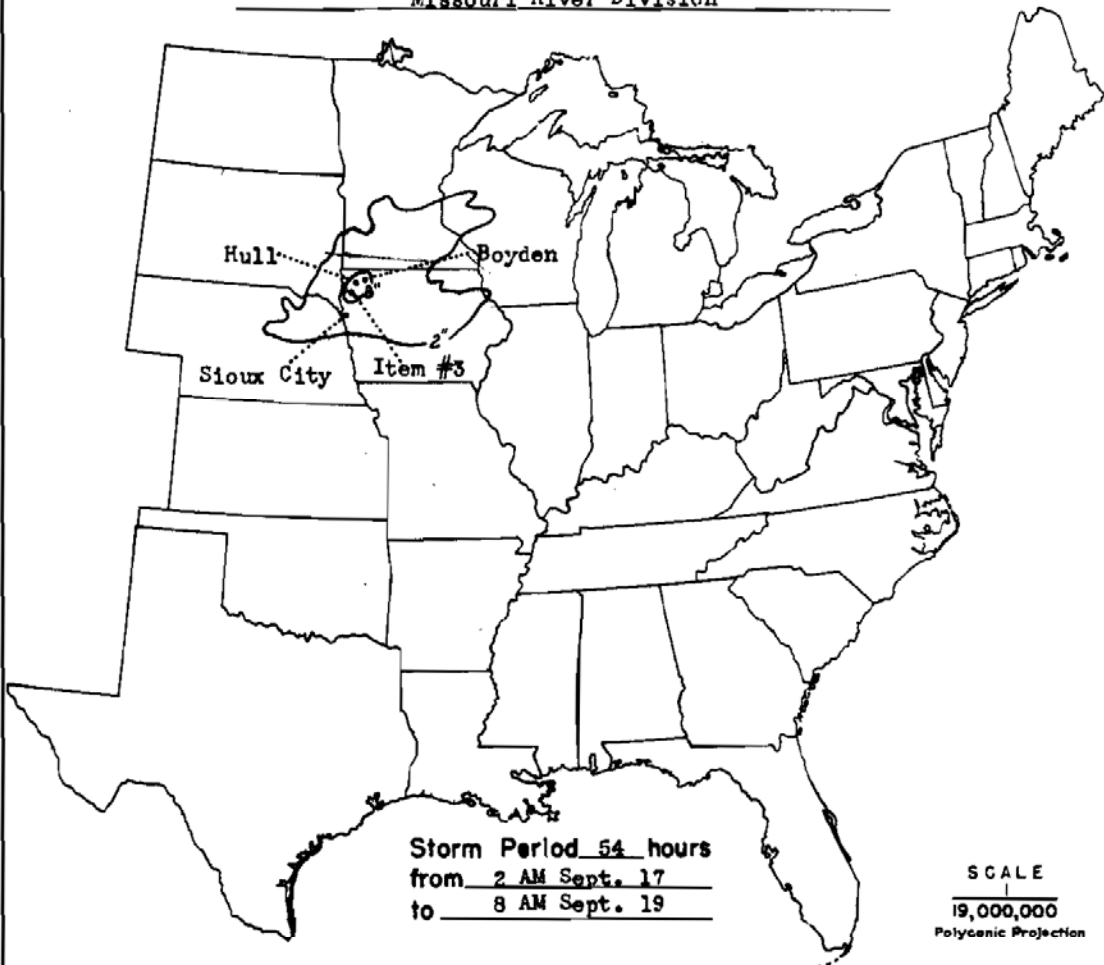 Missouri River Division
Hull
Boyden
2"
Sioux City
Item #3
Storm Period 54 hours
from 2 AM Sept. 17
to 8 AM Sept. 19
SCALE
1
19,000,000
Polyconic Projection